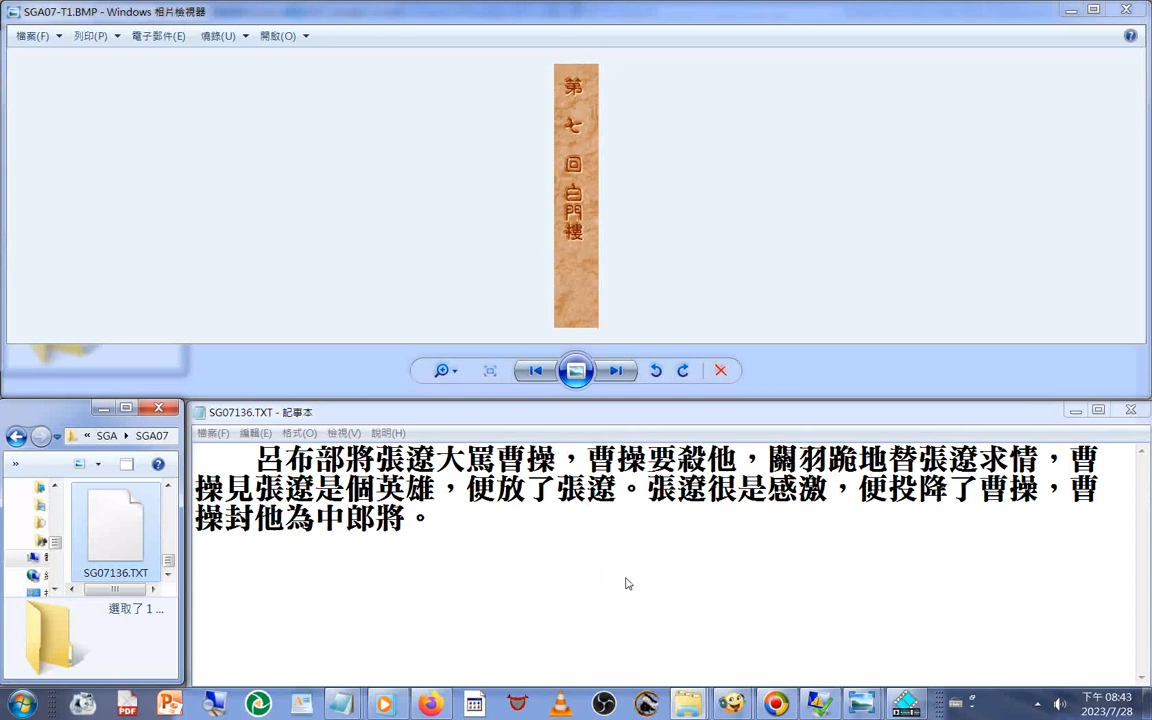 SGA07-T1.BMP - Windows 相片檢視器
檔案(F) 列印(P) 電子郵件(E) 燒錄(U) 開啟(O)
第七回 白門樓
SGA SGA07
SG07136.TXT
選取了 1 ...
SG07136.TXT - 記事本
檔案(F) 編輯(E) 格式(O) 檢視(V) 說明(H)
呂布部將張遼大罵曹操，曹操要殺他，關羽跪地替張遼求情，曹
操見張遼是個英雄，便放了張遼。張遼很是感激，便投降了曹操，曹
操封他為中郎將。
PDF
下午 08:43
2023/7/28